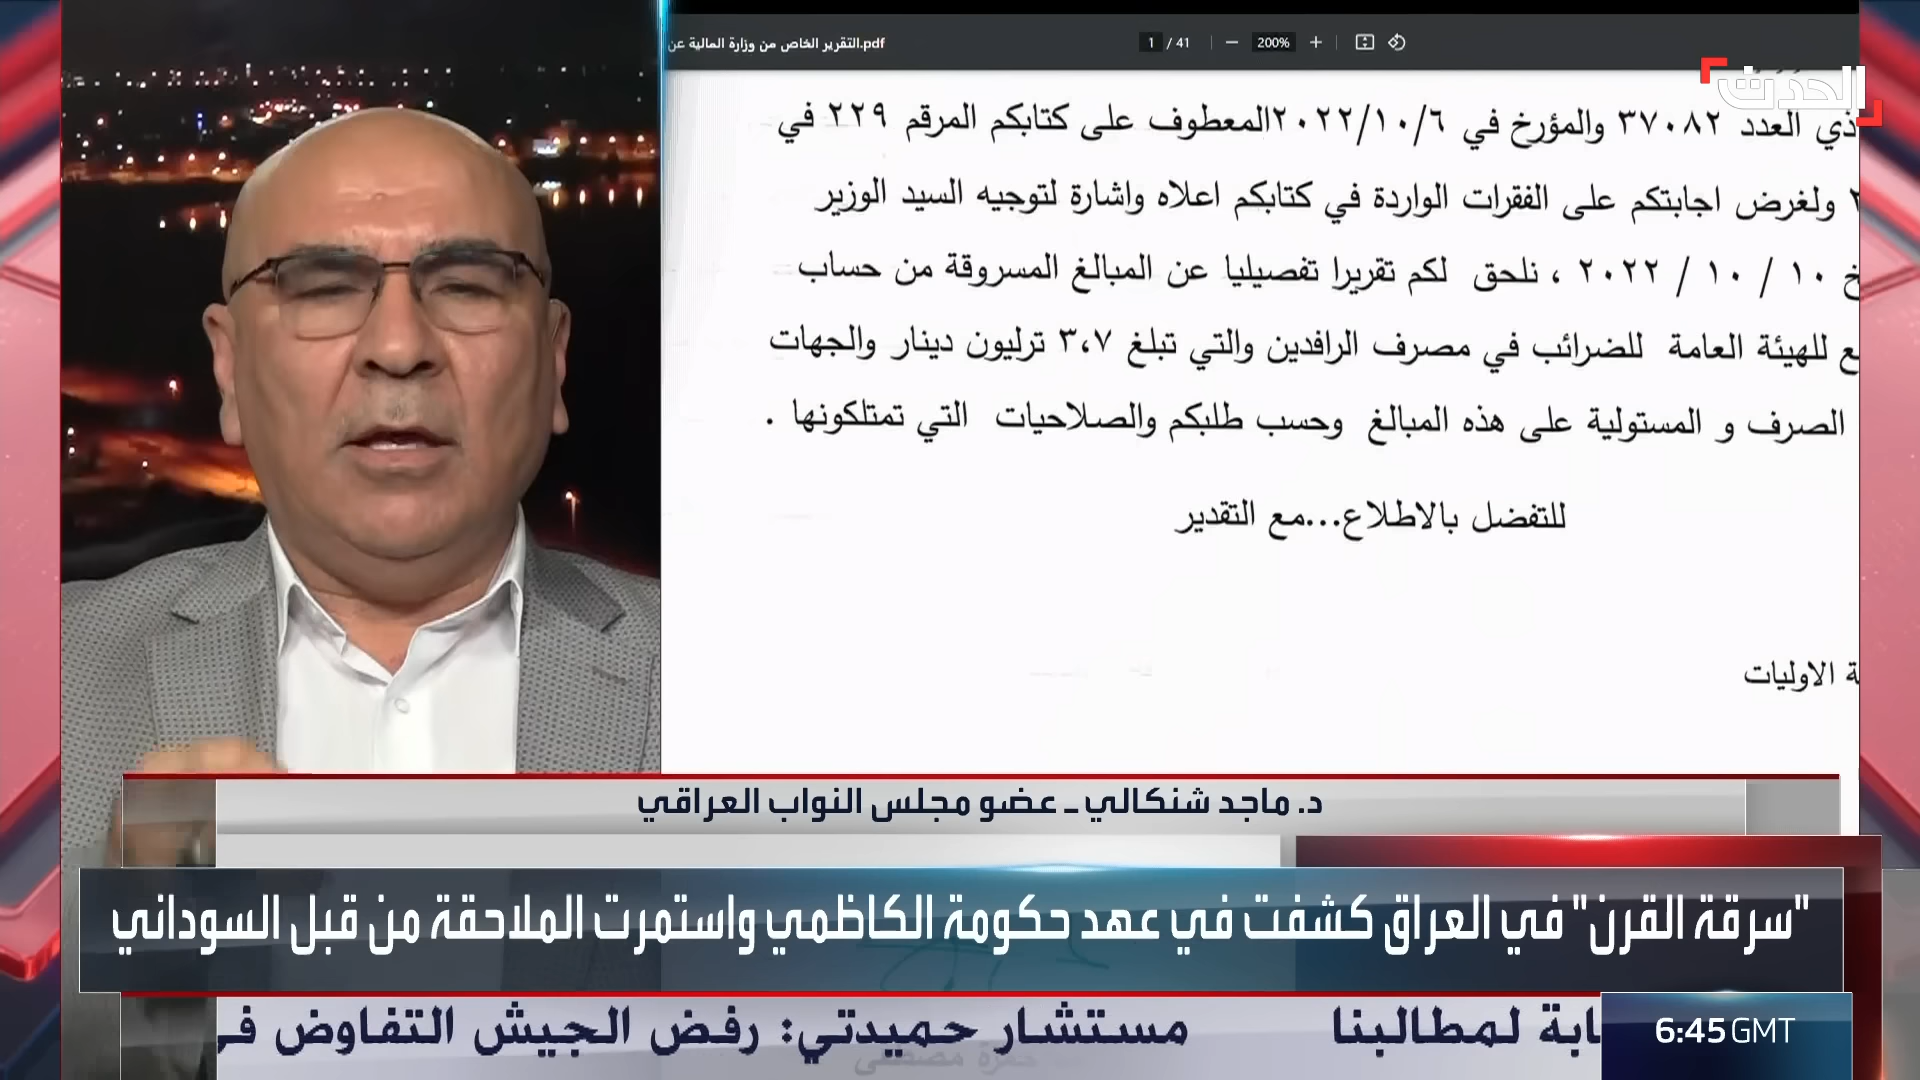 التقرير الخاص من وزارة المالية عن.pdf
1 / 41
200%
الحدث
ذي العدد ٣٧٠٨٢ والمؤرخ في ٢٠٢٢/١٠/٦المعطوف على كتابكم المرقم ٢٢٩ في
ولغرض اجابتكم على الفقرات الواردة في كتابكم اعلاه واشارة لتوجيه السيد الوزير
١٠ / ١٠ / ٢٠٢٢ ، نلحق لكم تقريرا تفصيليا عن المبالغ المسروقة من حساب
للهيئة العامة للضرائب في مصرف الرافدين والتي تبلغ ٣،٧ ترليون دينار والجهات
الصرف و المستولية على هذه المبالغ وحسب طلبكم والصلاحيات التي تمتلكونها .
للتفضل بالاطلاع...مع التقدير
ة الاوليات
د. ماجد شنكالي - عضو مجلس النواب العراقي
"سرقة القرن" في العراق كشفت في عهد حكومة الكاظمي واستمرت الملاحقة من قبل السوداني
ابة لمطالبنا مستشار حميدتي: رفض الجيش التفاوض في
6:45 GMT